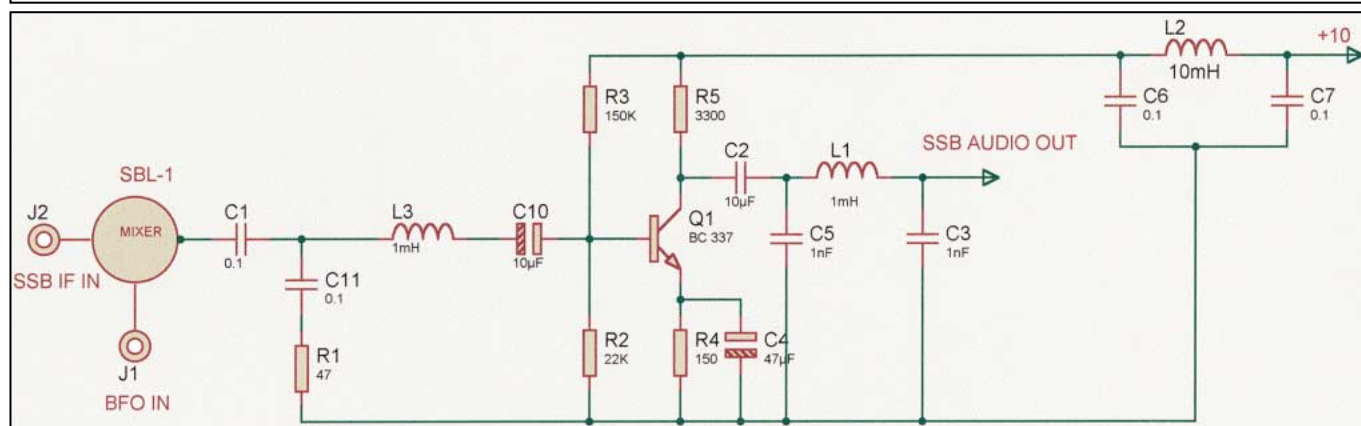 L2
10mH
+10
C6
0.1
C7
0.1
R3
150K
R5
3300
C2
10µF
L1
1mH
SSB AUDIO OUT
SBL-1
MIXER
J2
SSB IF IN
J1
BFO IN
C1
0.1
L3
1mH
C10
10µF
Q1
BC 337
C5
1nF
C3
1nF
C11
0.1
R1
47
R2
22K
R4
150
C4
47µF